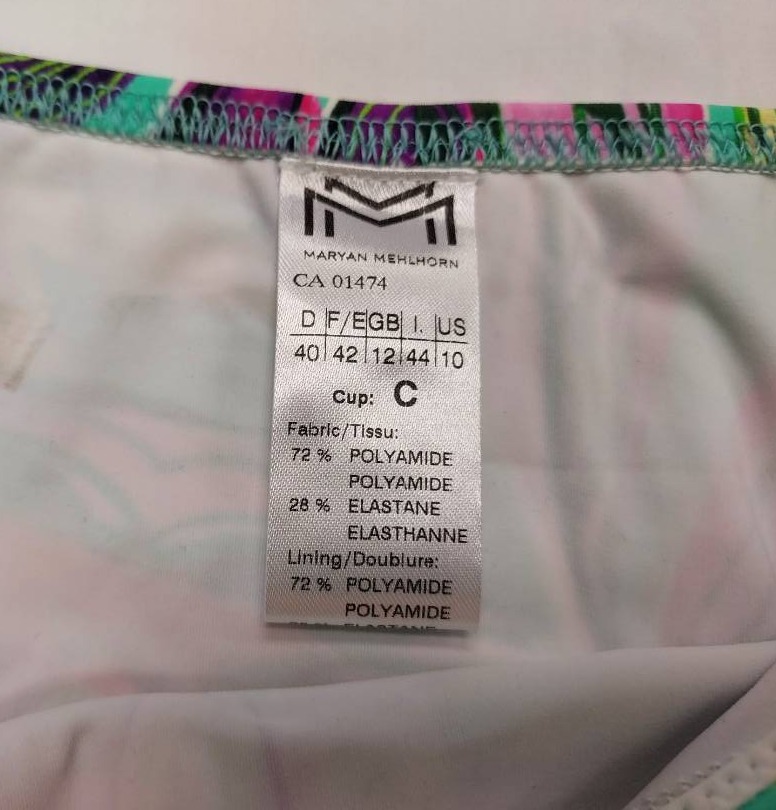 MARYAN MEHLHORN
CA 01474
D F/E GB I. US
40 42 12 44 10
Cup: C
Fabric/Tissu:
72 % POLYAMIDE
POLYAMIDE
28 % ELASTANE
ELASTHANNE
Lining/Doublure:
72 % POLYAMIDE
POLYAMIDE